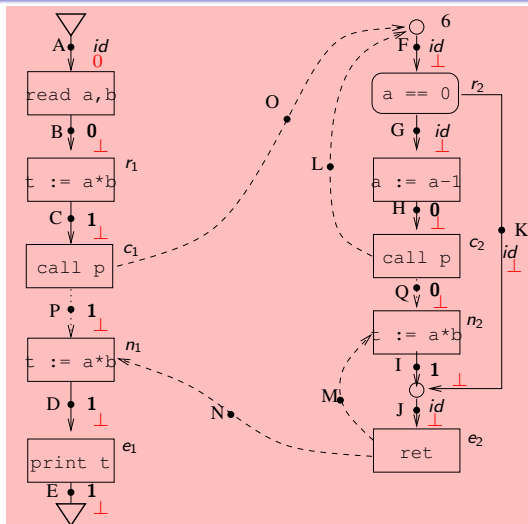 A id
0
read a,b
B 0
⊥
r1
t := a*b
C 1
⊥
c1
call p
P 1
⊥
n1
t := a*b
D 1
⊥
e1
print t
E 1
⊥
O
L
N
M
6
F id
⊥
r2
a == 0
G id
⊥
a := a-1
H 0
⊥
c2
call p
Q 0
⊥
n2
t := a*b
I 1
⊥
J id
⊥
e2
ret
K
id
⊥